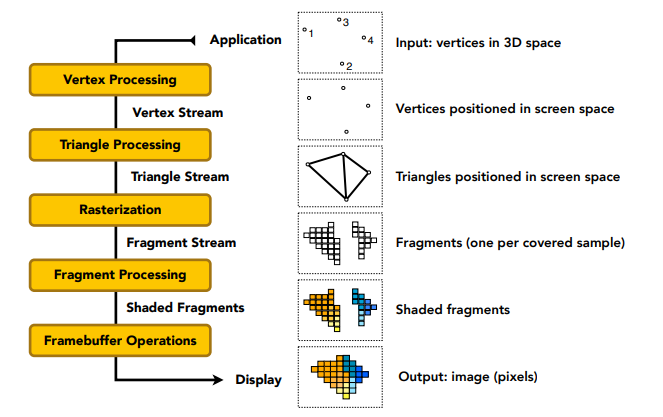 Application
1
3
4
2
Input: vertices in 3D space
Vertex Processing
Vertex Stream
Vertices positioned in screen space
Triangle Processing
Triangle Stream
Triangles positioned in screen space
Rasterization
Fragment Stream
Fragments (one per covered sample)
Fragment Processing
Shaded Fragments
Shaded fragments
Framebuffer Operations
Display
Output: image (pixels)